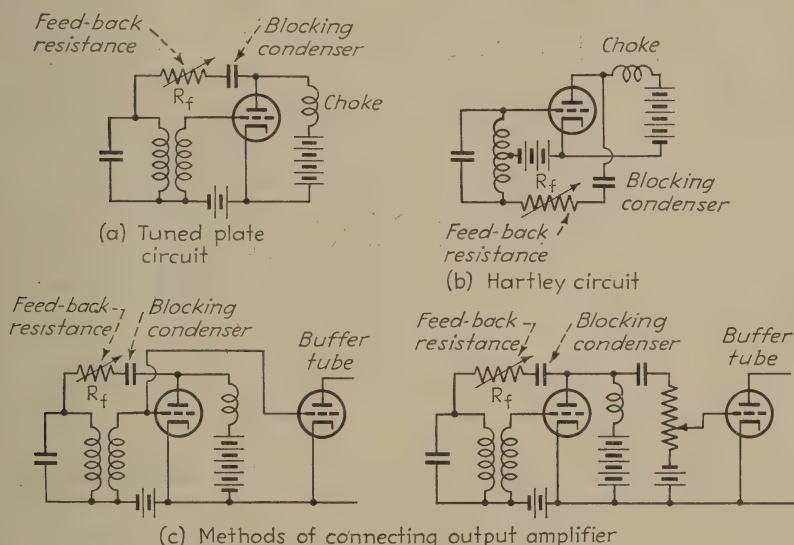 Feed-back
resistance
Blocking
condenser
Rf
Choke
(a) Tuned plate
circuit
Choke
Rf
Blocking
condenser
Feed-back
resistance
(b) Hartley circuit
Feed-back
resistance
Blocking
condenser
Rf
Buffer
tube
Feed-back
resistance
Blocking
condenser
Rf
Buffer
tube
(c) Methods of connecting output amplifier